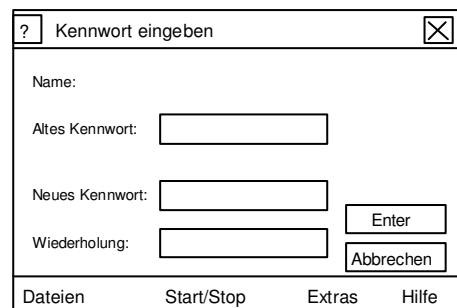 ? Kennwort eingeben
Name:
Altes Kennwort:
Neues Kennwort:
Enter
Wiederholung:
Abbrechen
Dateien Start/Stop Extras Hilfe